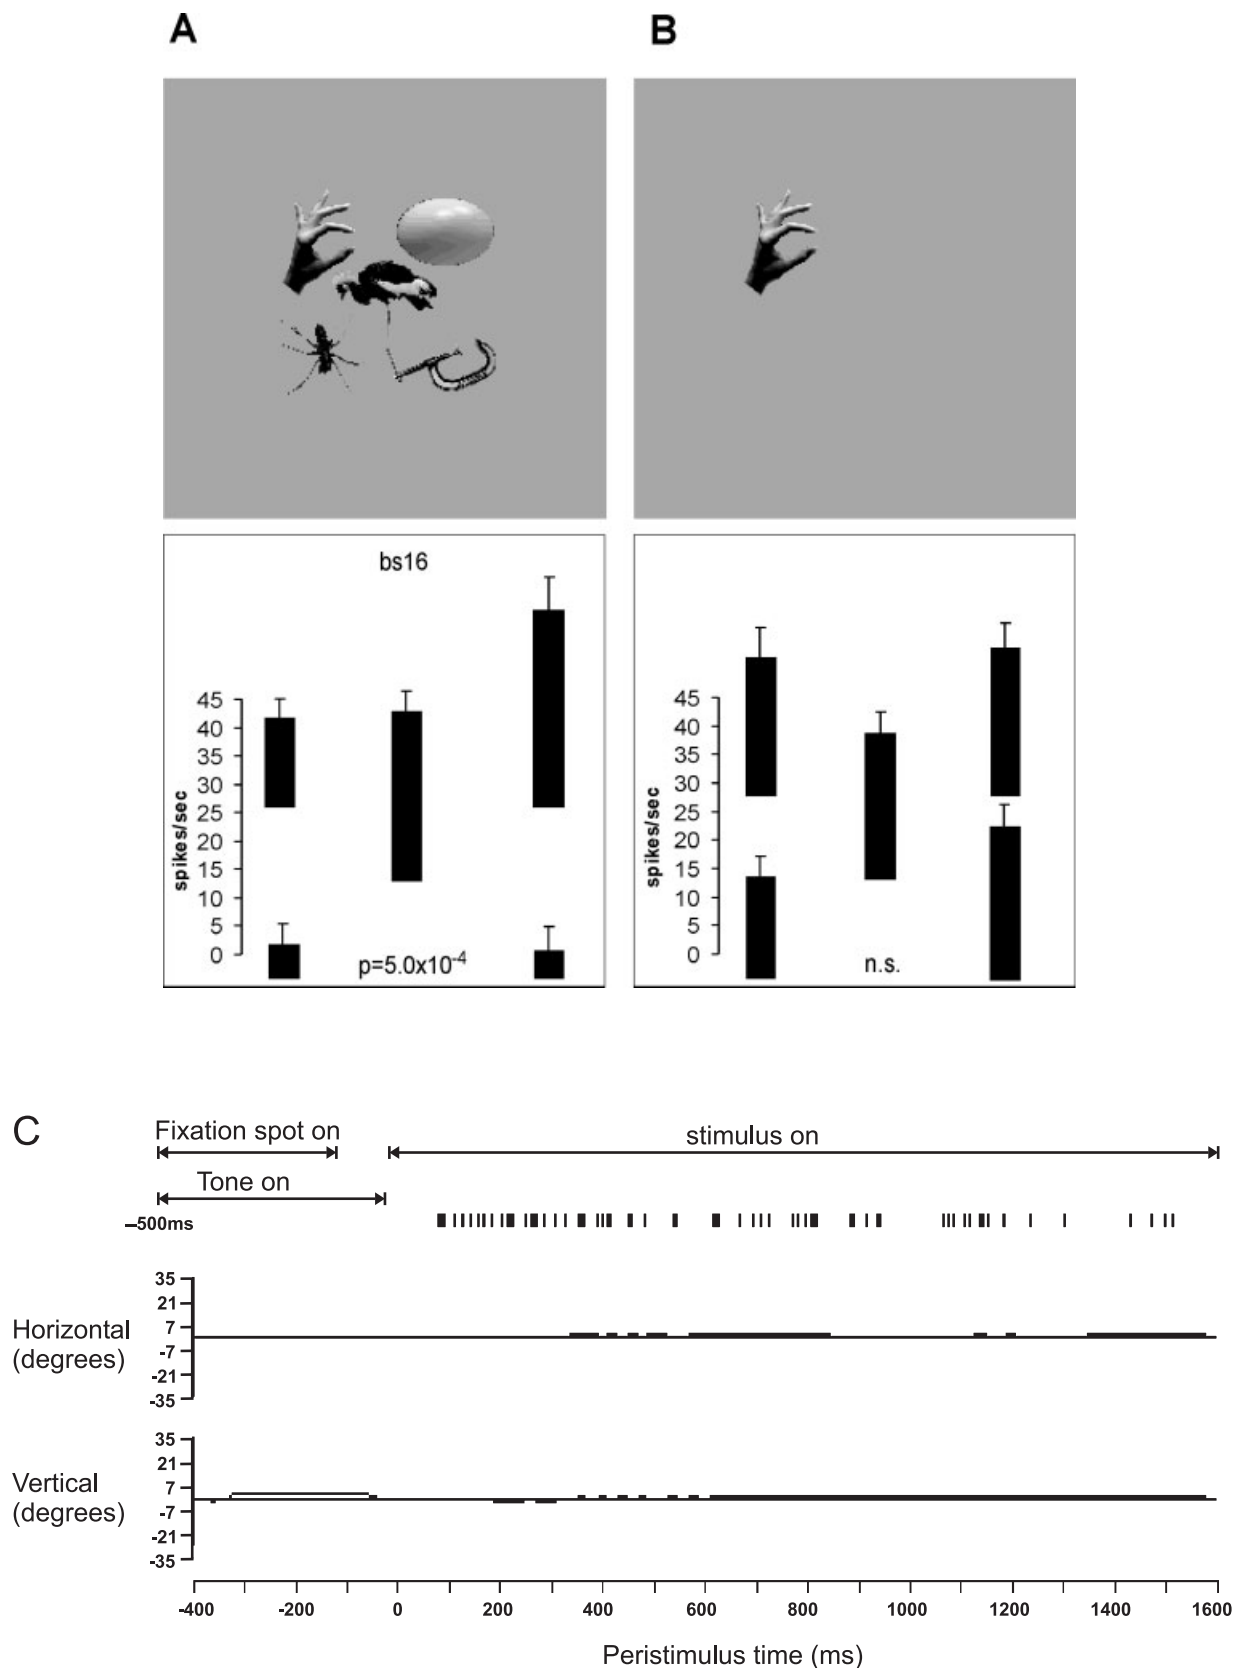 A
B
bs16
45
40
35
30
25
20
15
10
5
0
spikes/sec
p=5.0x10-4
45
40
35
30
25
20
15
10
5
0
spikes/sec
n.s.
C
Fixation spot on
stimulus on
Tone on
–500ms
Horizontal
(degrees)
35
21
7
-7
-21
-35
Vertical
(degrees)
35
21
7
-7
-21
-35
-400 -200 0 200 400 600 800 1000 1200 1400 1600
Peristimulus time (ms)